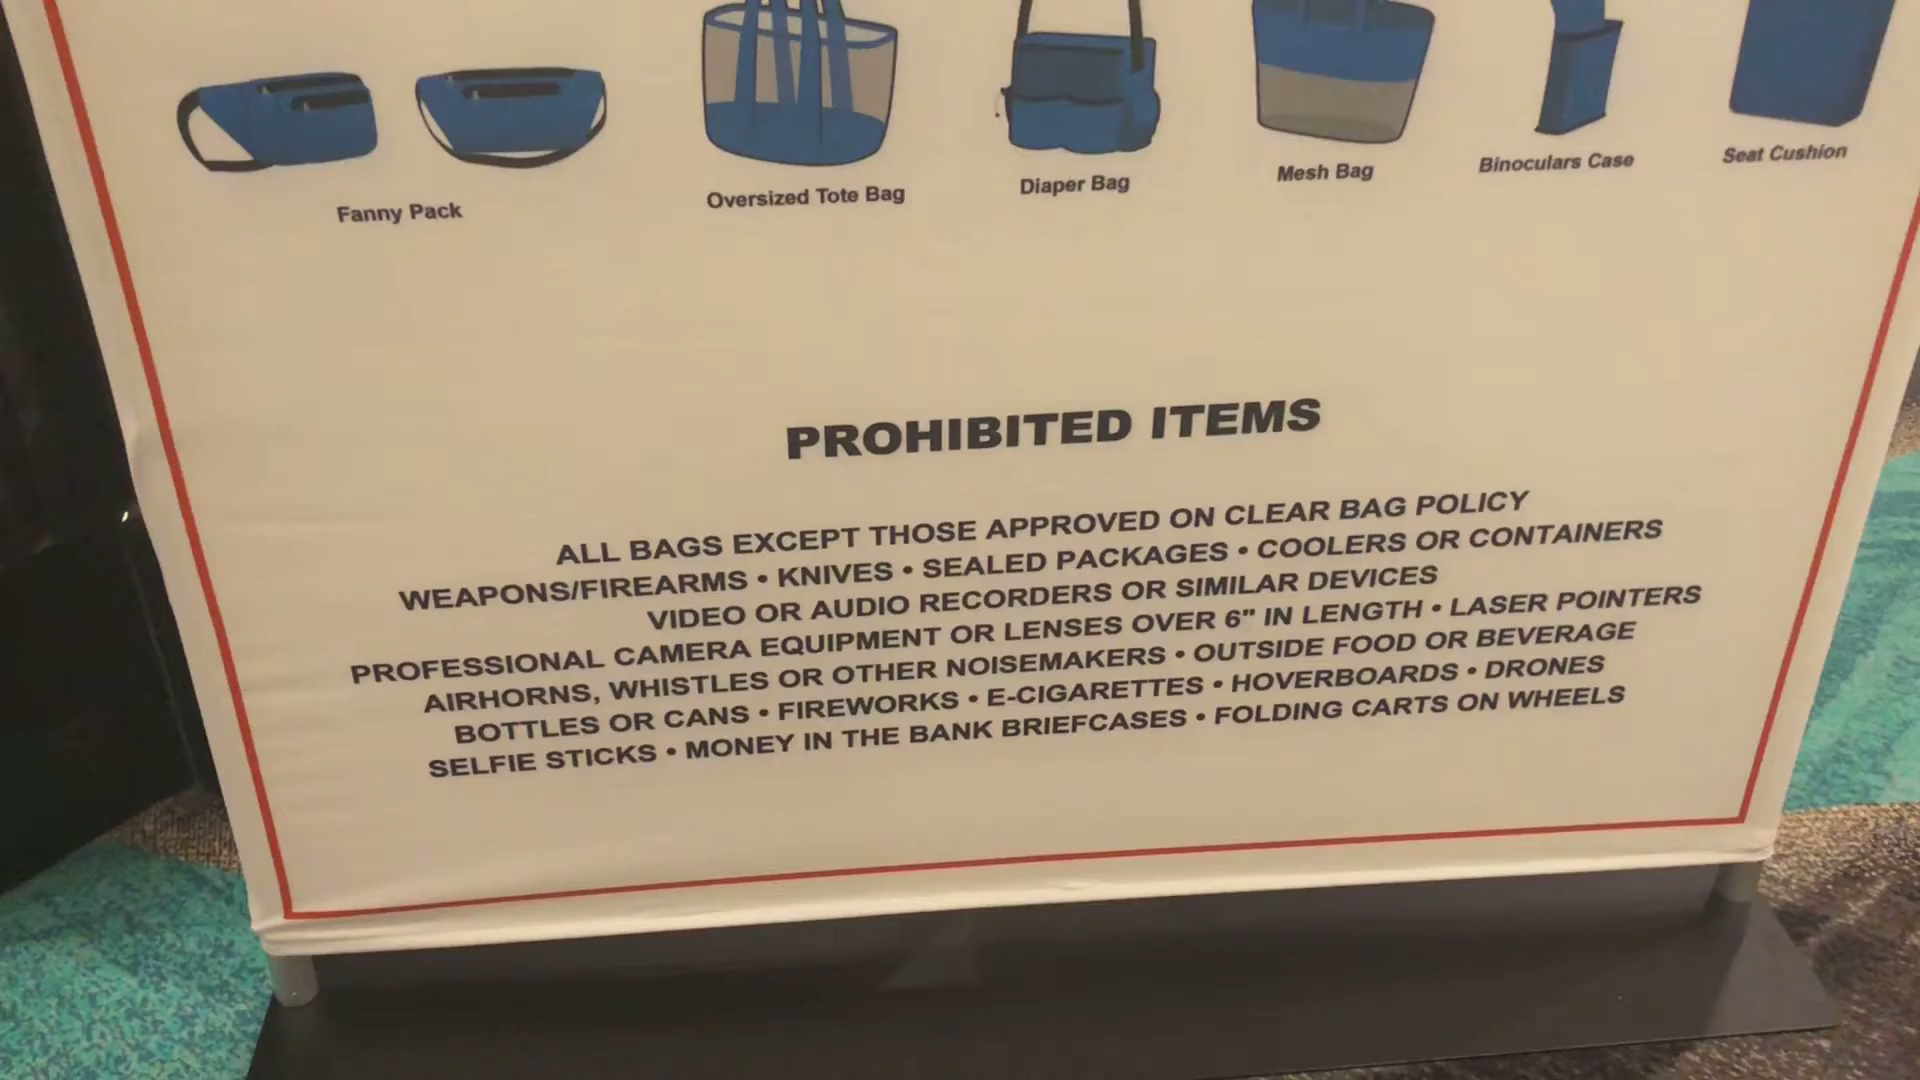 Fanny Pack
Oversized Tote Bag
Diaper Bag
Mesh Bag
Binoculars Case
Seat Cushion
PROHIBITED ITEMS
ALL BAGS EXCEPT THOSE APPROVED ON CLEAR BAG POLICY
WEAPONS/FIREARMS • KNIVES • SEALED PACKAGES • COOLERS OR CONTAINERS
VIDEO OR AUDIO RECORDERS OR SIMILAR DEVICES
PROFESSIONAL CAMERA EQUIPMENT OR LENSES OVER 6" IN LENGTH • LASER POINTERS
AIRHORNS, WHISTLES OR OTHER NOISEMAKERS • OUTSIDE FOOD OR BEVERAGE
BOTTLES OR CANS • FIREWORKS • E-CIGARETTES • HOVERBOARDS • DRONES
SELFIE STICKS • MONEY IN THE BANK BRIEFCASES • FOLDING CARTS ON WHEELS